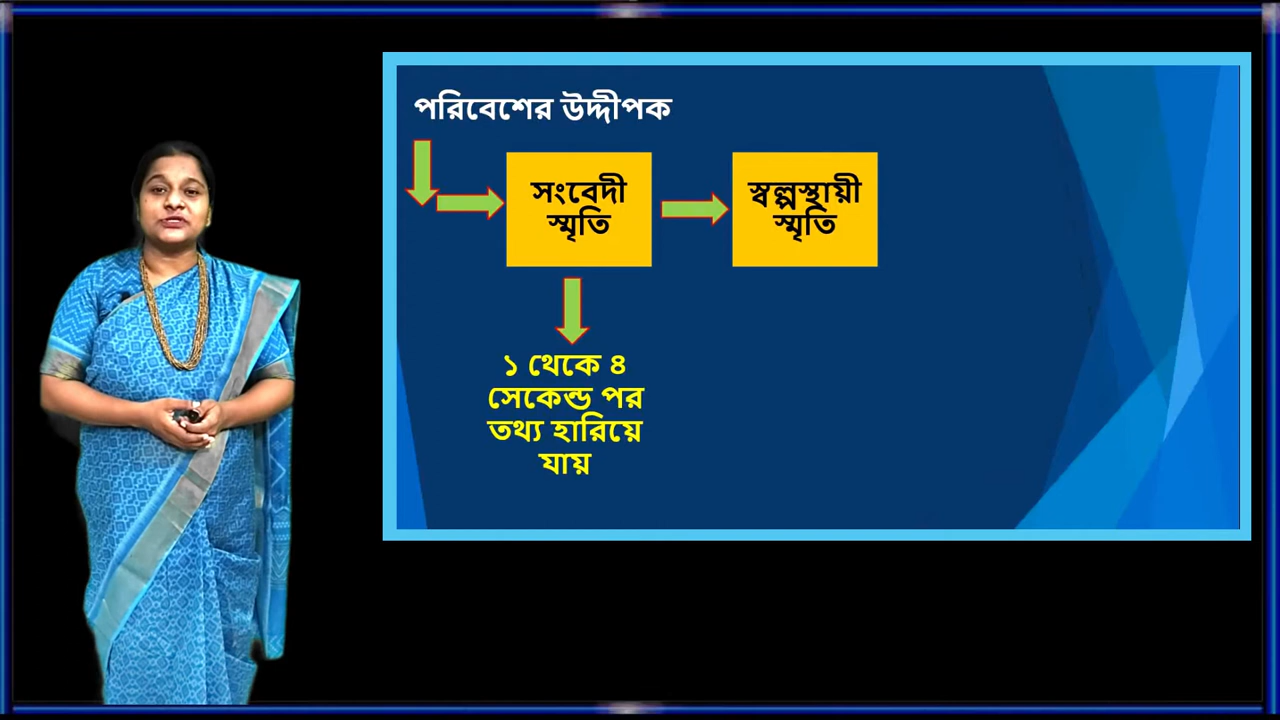 পরিবেশের উদ্দীপক
সংবেদী
স্মৃতি
স্বল্পস্থায়ী
স্মৃতি
১ থেকে ৪
সেকেন্ড পর
তথ্য হারিয়ে
যায়